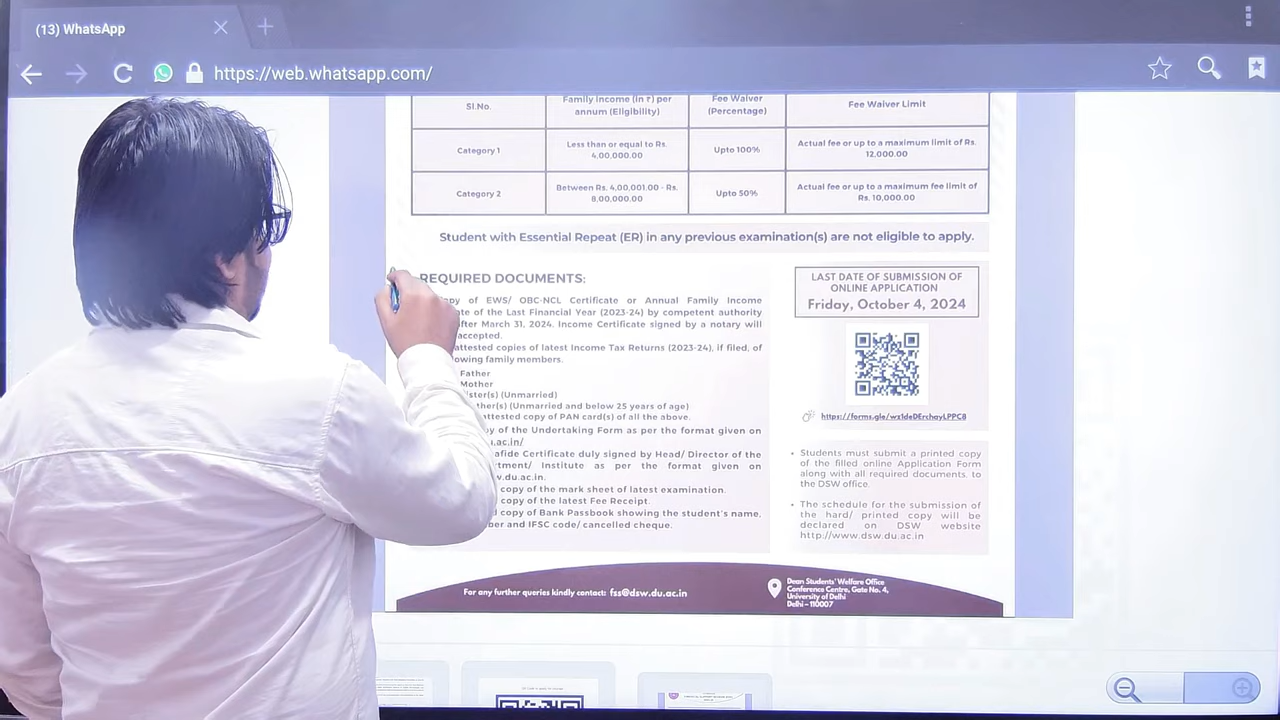 (13) WhatsApp
https://web.whatsapp.com/
Sl.No.
Family Income (in ₹) per
annum (Eligibility)
Fee Waiver
(Percentage)
Fee Waiver Limit
Category 1
Less than or equal to Rs.
4,00,000.00
Upto 100%
Actual fee or up to a maximum limit of Rs.
12,000.00
Category 2
Between Rs. 4,00,001.00 - Rs.
8,00,000.00
Upto 50%
Actual fee or up to a maximum fee limit of
Rs. 10,000.00
Student with Essential Repeat (ER) in any previous examination(s) are not eligible to apply.
REQUIRED DOCUMENTS:
of EWS/ OBC-NCL Certificate or Annual Family Income
of the Last Financial Year (2023-24) by competent authority
after March 31, 2024. Income Certificate signed by a notary will
accepted.
attested copies of latest Income Tax Returns (2023-24), if filed, of
family members.
Father
Mother
(Unmarried)
(Unmarried and below 25 years of age)
attested copy of PAN card(s) of all the above.
of the Undertaking Form as per the format given on
.ac.in/
Certificate duly signed by Head/ Director of the
Institute as per the format given on
.du.ac.in.
copy of the mark sheet of latest examination.
copy of the latest Fee Receipt.
copy of Bank Passbook showing the student's name,
and IFSC code/ cancelled cheque.
LAST DATE OF SUBMISSION OF
ONLINE APPLICATION
Friday, October 4, 2024
Students must submit a printed copy
of the filled online Application Form
along with all required documents, to
the DSW office.
The schedule for the submission of
the hard/ printed copy will be
declared on DSW website
http://www.dsw.du.ac.in
For any further queries kindly contact: fss@dsw.du.ac.in
Dean Students' Welfare Office
Conference Centre, Gate No. 4,
University of Delhi
Delhi - 110007